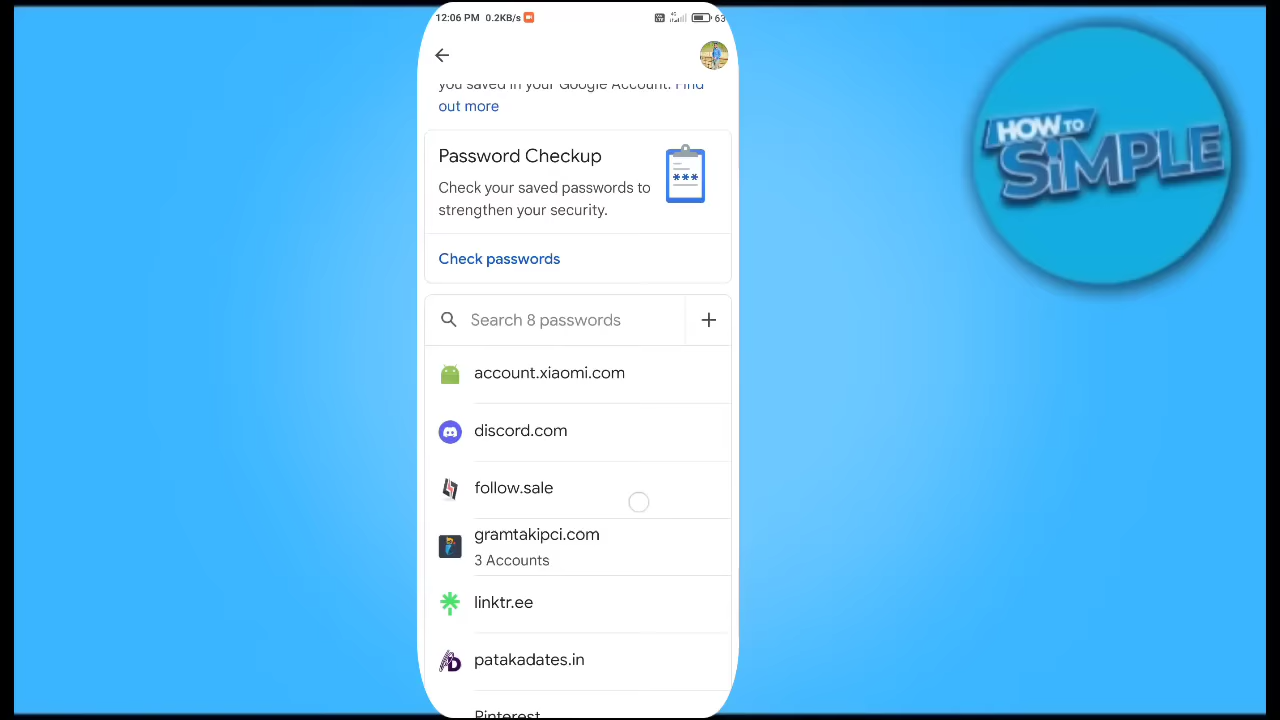 12:06 PM 0.2KB/s 63
you saved in your Google Account. Find
out more
Password Checkup
Check your saved passwords to
strengthen your security.
***
Check passwords
Search 8 passwords +
account.xiaomi.com
discord.com
follow.sale
gramtakipci.com
3 Accounts
linktr.ee
patakadates.in
Pinterest
HOW TO
SiMPLE